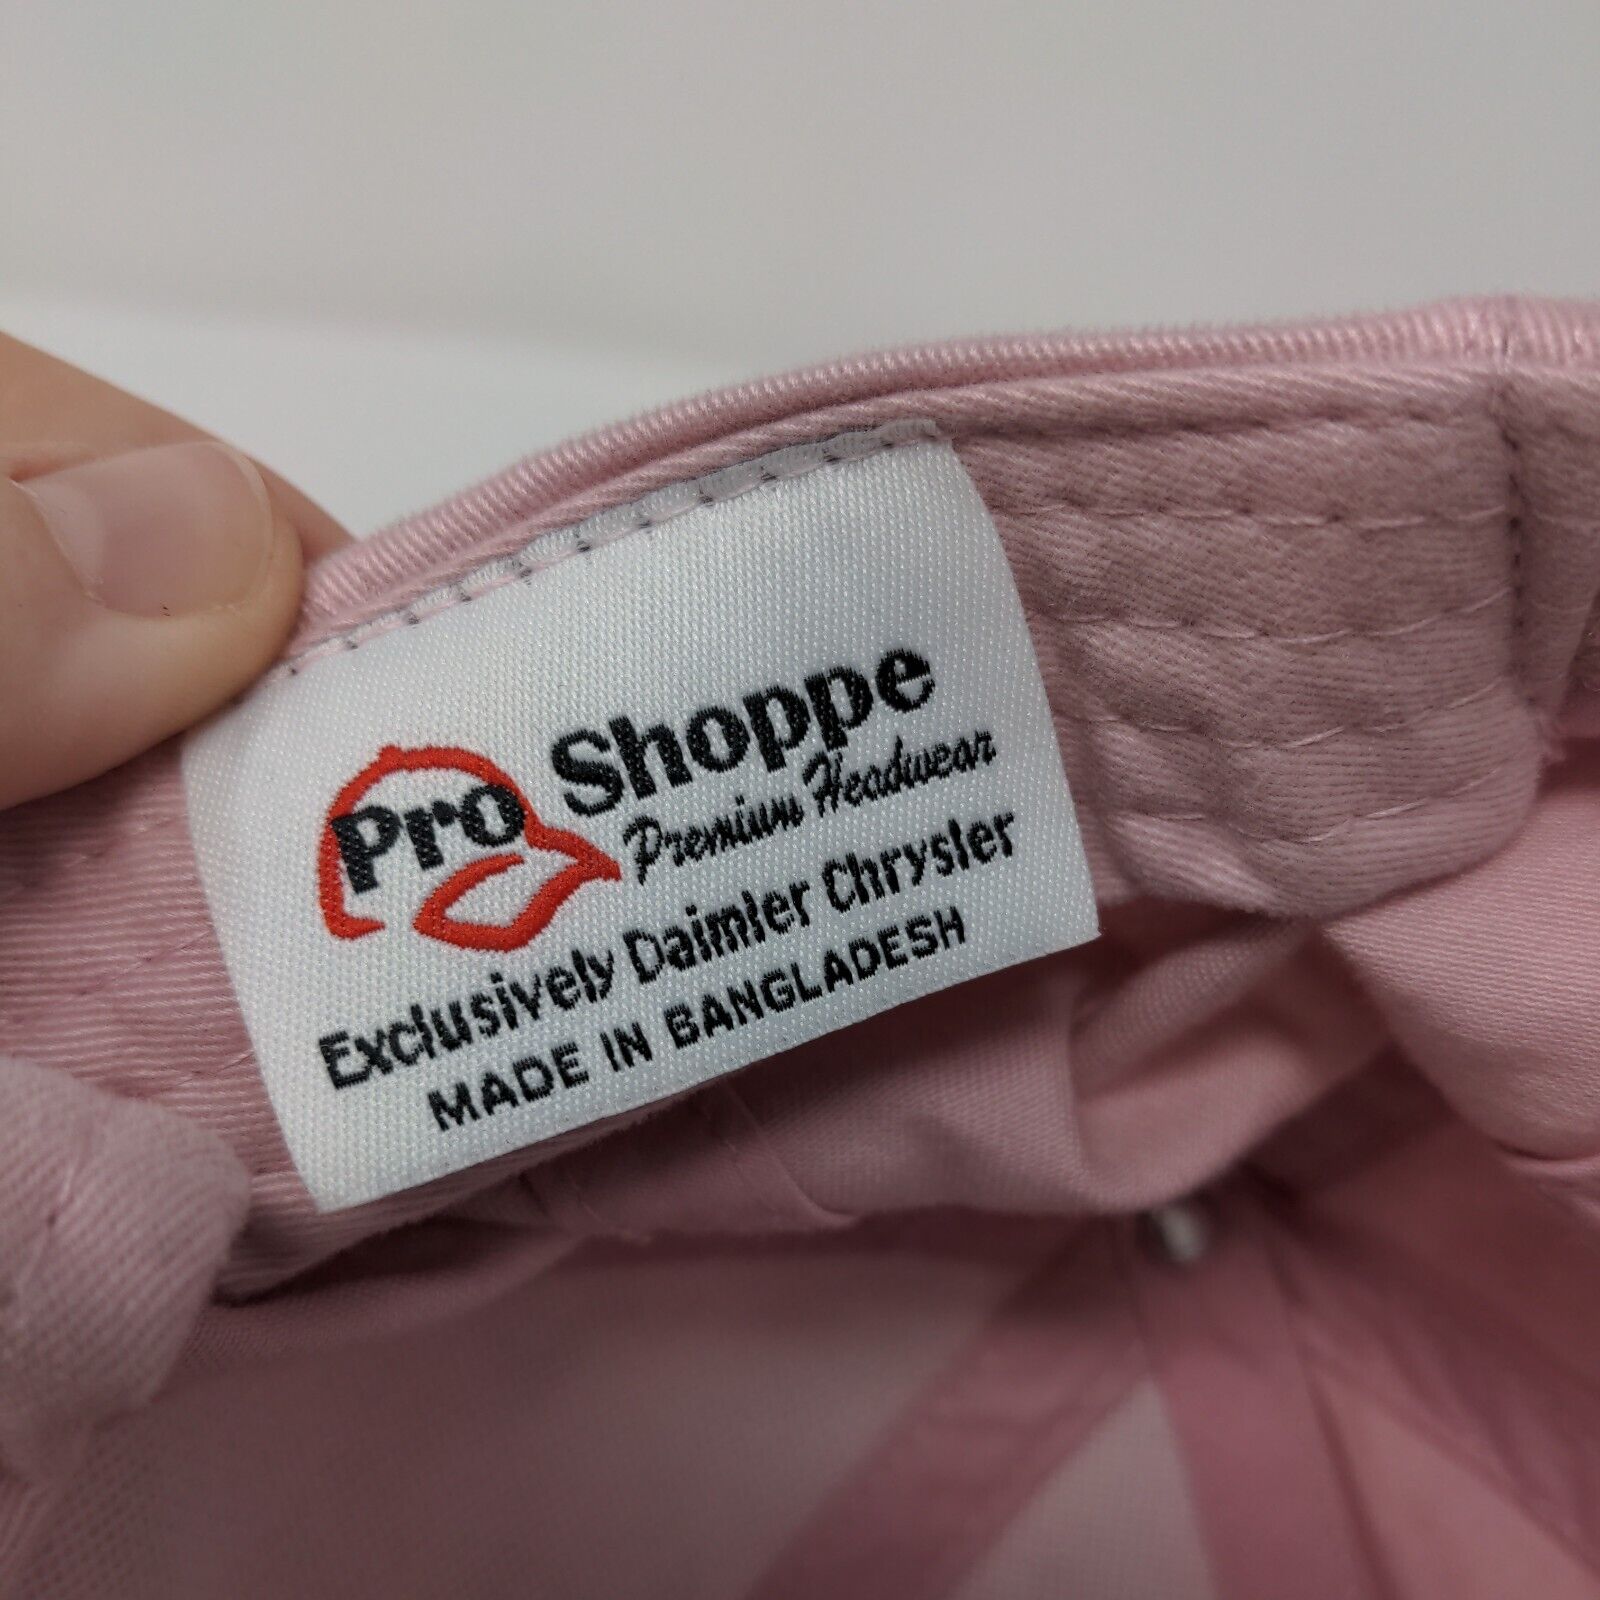 Pro Shoppe
Premium Headwear
Exclusively Daimler Chrysler
MADE IN BANGLADESH